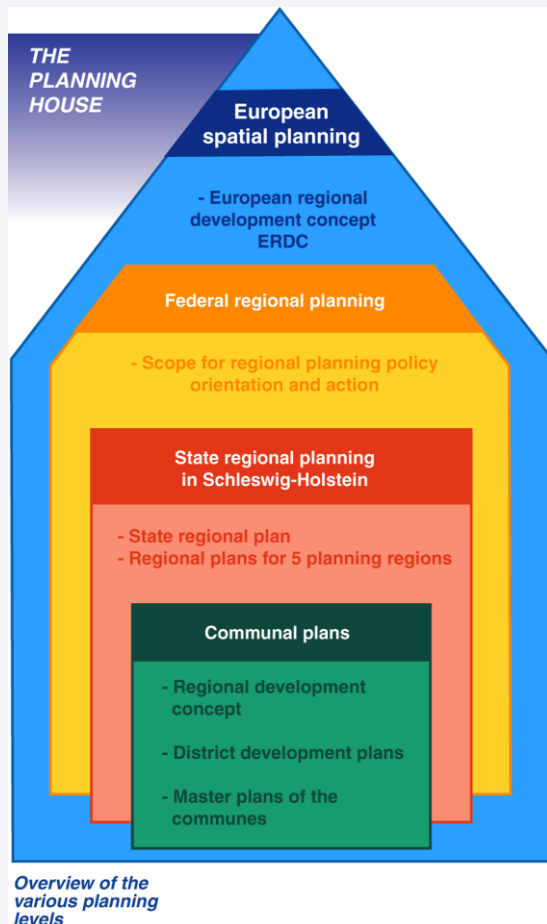 THE
PLANNING
HOUSE
European
spatial planning
- European regional
development concept
ERDC
Federal regional planning
- Scope for regional planning policy
orientation and action
State regional planning
in Schleswig-Holstein
- State regional plan
- Regional plans for 5 planning regions
Communal plans
- Regional development
concept
- District development plans
- Master plans of the
communes
Overview of the
various planning
levels